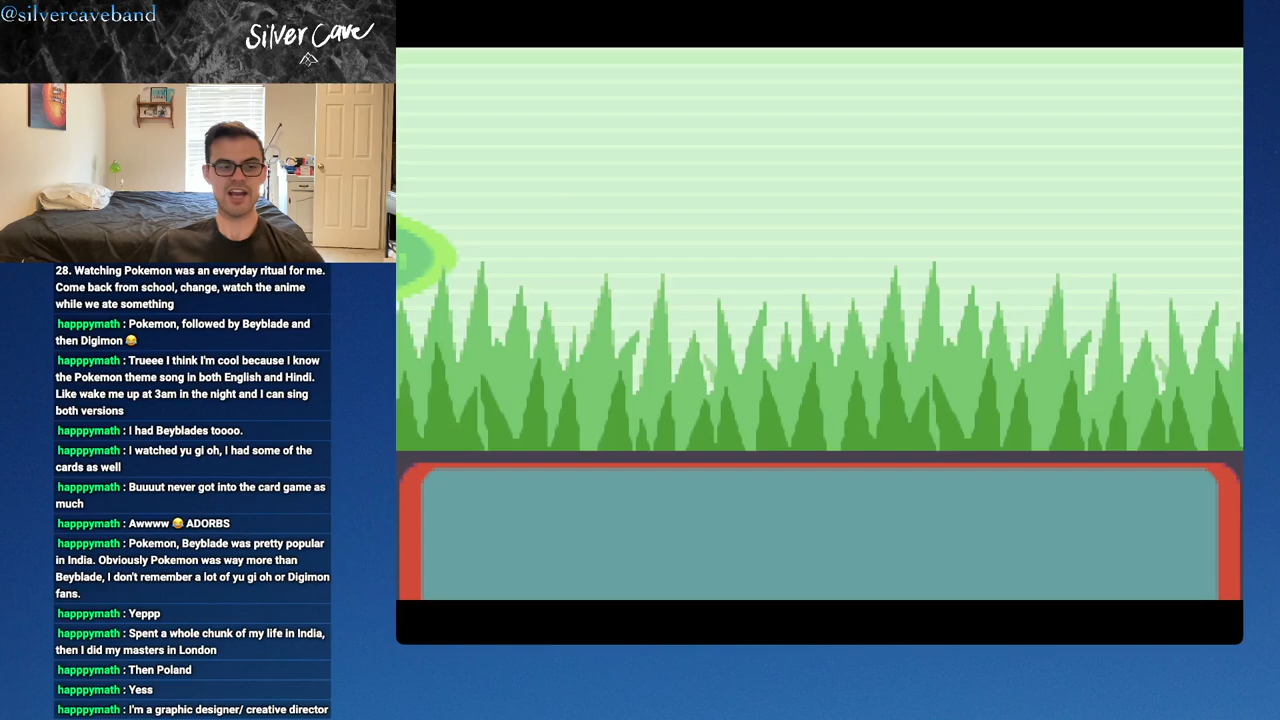 @silvercaveband
Silver Cave
28. Watching Pokemon was an everyday ritual for me.
Come back from school, change, watch the anime
while we ate something
happpymath : Pokemon, followed by Beyblade and
then Digimon 😂
happpymath : Trueee I think I'm cool because I know
the Pokemon theme song in both English and Hindi.
Like wake me up at 3am in the night and I can sing
both versions
happpymath : I had Beyblades toooo.
happpymath : I watched yu gi oh, I had some of the
cards as well
happpymath : Buuuut never got into the card game as
much
happpymath : Awwww 😂 ADORBS
happpymath : Pokemon, Beyblade was pretty popular
in India. Obviously Pokemon was way more than
Beyblade, I don't remember a lot of yu gi oh or Digimon
fans.
happpymath : Yeppp
happpymath : Spent a whole chunk of my life in India,
then I did my masters in London
happpymath : Then Poland
happpymath : Yess
happpymath : I'm a graphic designer/ creative director